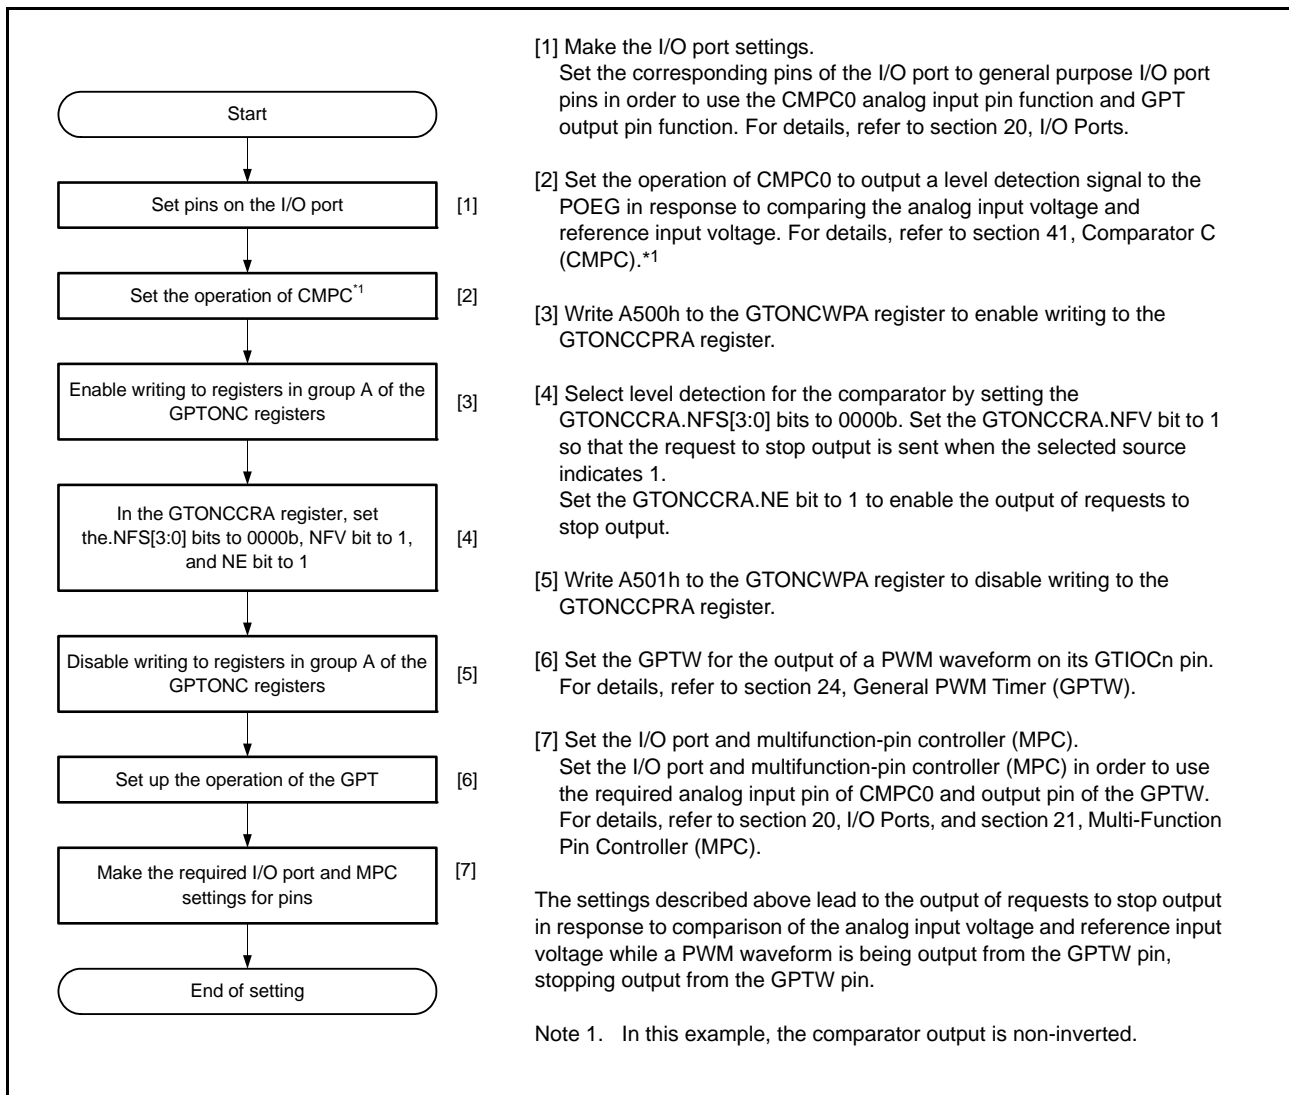 Start
Set pins on the I/O port
[1]
Set the operation of CMPC*1
[2]
Enable writing to registers in group A of the
GPTONC registers
[3]
In the GTONCCRA register, set
the.NFS[3:0] bits to 0000b, NFV bit to 1,
and NE bit to 1
[4]
Disable writing to registers in group A of the
GPTONC registers
[5]
Set up the operation of the GPT
[6]
Make the required I/O port and MPC
settings for pins
[7]
End of setting
[1] Make the I/O port settings.
Set the corresponding pins of the I/O port to general purpose I/O port
pins in order to use the CMPC0 analog input pin function and GPT
output pin function. For details, refer to section 20, I/O Ports.
[2] Set the operation of CMPC0 to output a level detection signal to the
POEG in response to comparing the analog input voltage and
reference input voltage. For details, refer to section 41, Comparator C
(CMPC).*1
[3] Write A500h to the GTONCWPA register to enable writing to the
GTONCCPRA register.
[4] Select level detection for the comparator by setting the
GTONCCRA.NFS[3:0] bits to 0000b. Set the GTONCCRA.NFV bit to 1
so that the request to stop output is sent when the selected source
indicates 1.
Set the GTONCCRA.NE bit to 1 to enable the output of requests to
stop output.
[5] Write A501h to the GTONCWPA register to disable writing to the
GTONCCPRA register.
[6] Set the GPTW for the output of a PWM waveform on its GTIOCn pin.
For details, refer to section 24, General PWM Timer (GPTW).
[7] Set the I/O port and multifunction-pin controller (MPC).
Set the I/O port and multifunction-pin controller (MPC) in order to use
the required analog input pin of CMPC0 and output pin of the GPTW.
For details, refer to section 20, I/O Ports, and section 21, Multi-Function
Pin Controller (MPC).
The settings described above lead to the output of requests to stop output
in response to comparison of the analog input voltage and reference input
voltage while a PWM waveform is being output from the GPTW pin,
stopping output from the GPTW pin.
Note 1. In this example, the comparator output is non-inverted.